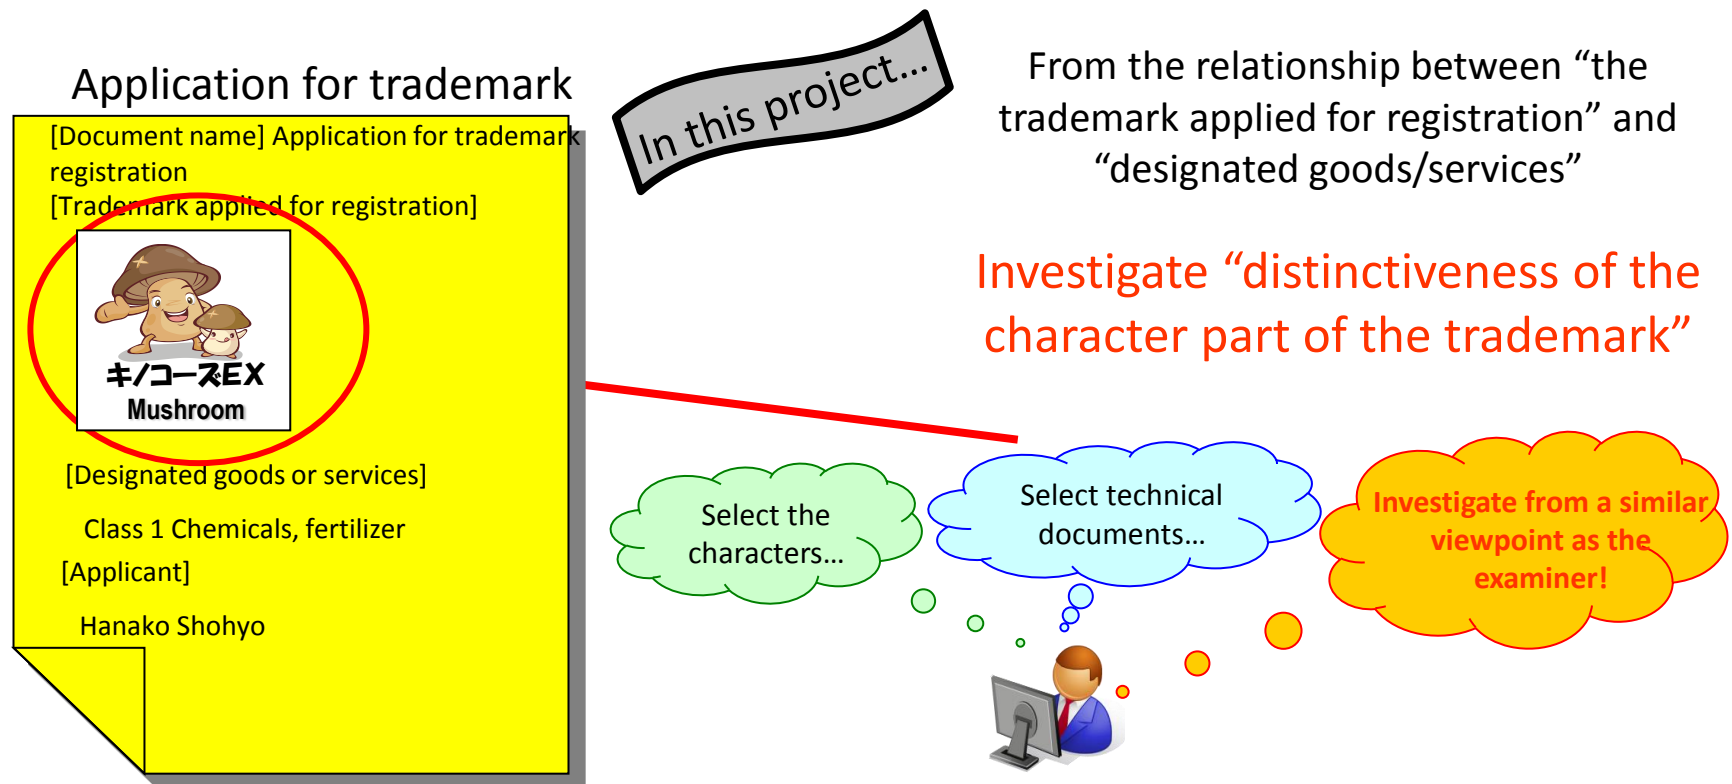 Application for trademark
[Document name] Application for trademark
registration
[Trademark applied for registration]
キノコーズEX
Mushroom
[Designated goods or services]
Class 1 Chemicals, fertilizer
[Applicant]
Hanako Shohyo
In this project…
From the relationship between “the
trademark applied for registration” and
“designated goods/services”
Investigate “distinctiveness of the
character part of the trademark”
Select the
characters…
Select technical
documents…
Investigate from a similar
viewpoint as the
examiner!